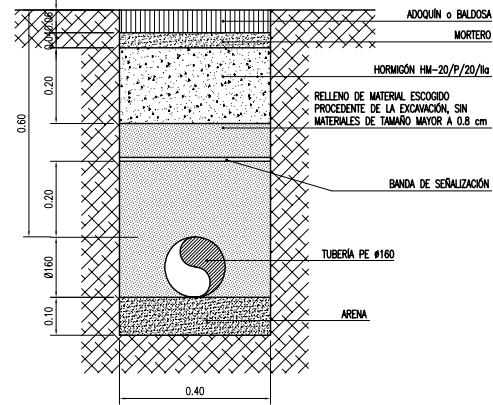 ADOQUÍN o BALDOSA
MORTERO
HORMIGÓN HM-20/P/20/IIa
RELLENO DE MATERIAL ESCOGIDO
PROCEDENTE DE LA EXCAVACIÓN, SIN
MATERIALES DE TAMAÑO MAYOR A 0.8 cm
BANDA DE SEÑALIZACIÓN
TUBERÍA PE ø160
ARENA
0.20
0.60
0.20
Ø160
0.10
0.40